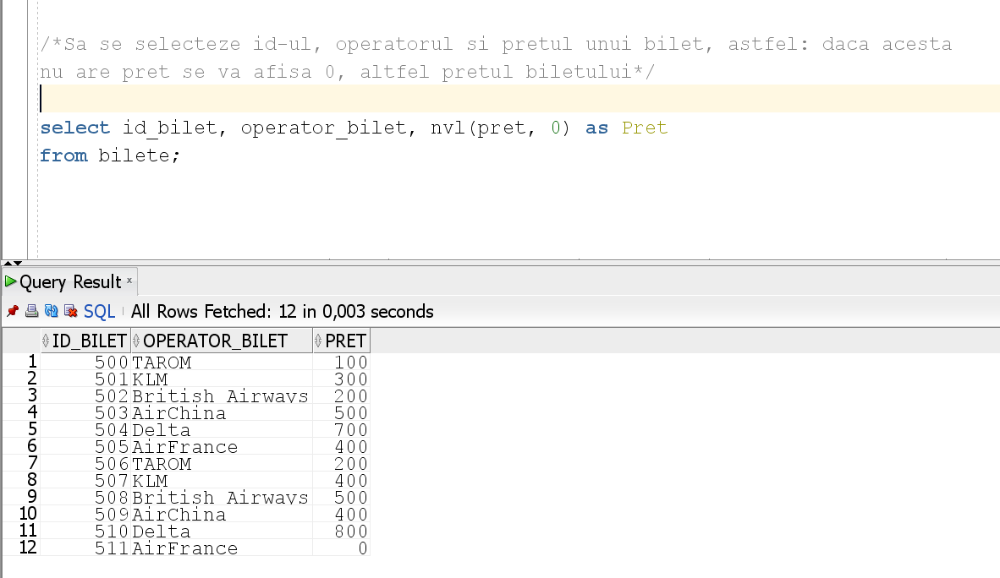 /*Sa se selecteze id-ul, operatorul si pretul unui bilet, astfel: daca acesta
nu are pret se va afisa 0, altfel pretul biletului*/
select id_bilet, operator_bilet, nvl(pret, 0) as Pret
from bilete;
Query Result x
SQL All Rows Fetched: 12 in 0,003 seconds
ID_BILET OPERATOR_BILET PRET
1 500 TAROM 100
2 501 KLM 300
3 502 British Airways 200
4 503 AirChina 500
5 504 Delta 700
6 505 AirFrance 400
7 506 TAROM 200
8 507 KLM 400
9 508 British Airways 500
10 509 AirChina 400
11 510 Delta 800
12 511 AirFrance 0